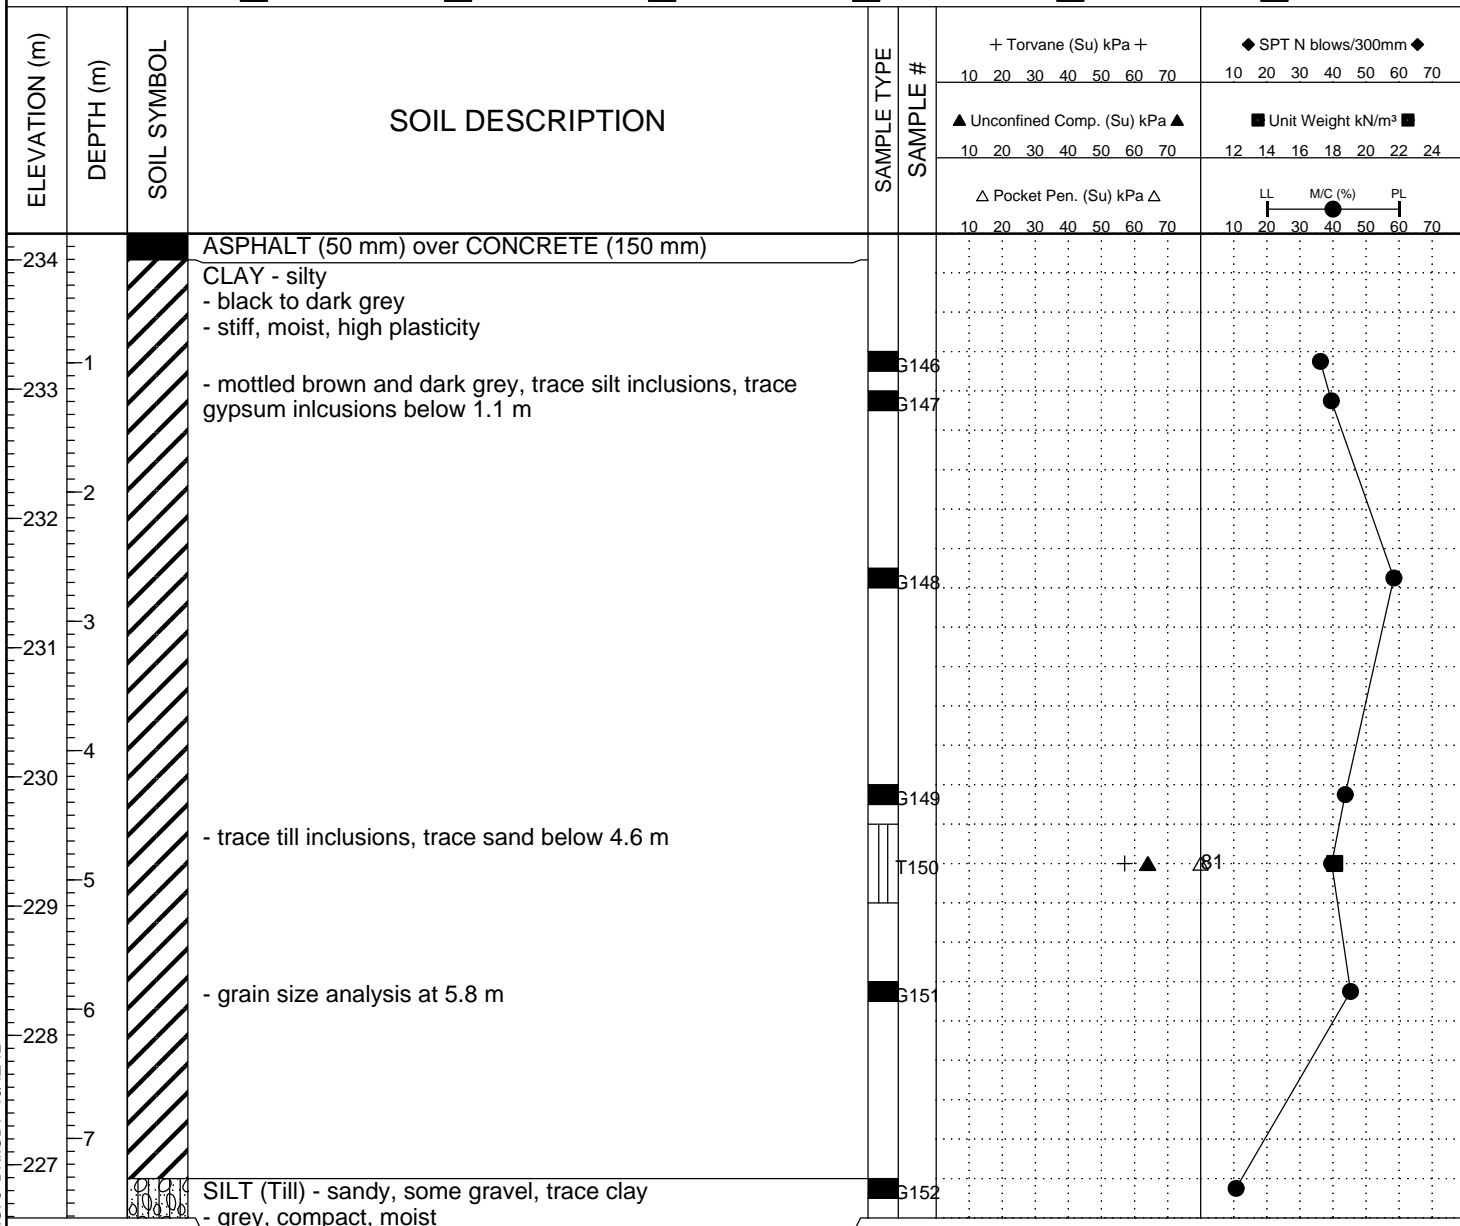 ELEVATION (m)
DEPTH (m)
SOIL SYMBOL
SOIL DESCRIPTION
SAMPLE TYPE
SAMPLE #
+ Torvane (Su) kPa +
10 20 30 40 50 60 70
▲ Unconfined Comp. (Su) kPa ▲
10 20 30 40 50 60 70
△ Pocket Pen. (Su) kPa △
10 20 30 40 50 60 70
◆ SPT N blows/300mm ◆
10 20 30 40 50 60 70
■ Unit Weight kN/m³ ■
12 14 16 18 20 22 24
LL M/C (%) PL
10 20 30 40 50 60 70
ASPHALT (50 mm) over CONCRETE (150 mm)
234
CLAY - silty
- black to dark grey
- stiff, moist, high plasticity
1
G146
233
- mottled brown and dark grey, trace silt inclusions, trace
gypsum inlcusions below 1.1 m
G147
2
232
G148
3
231
4
230
G149
- trace till inclusions, trace sand below 4.6 m
T150
81
5
229
- grain size analysis at 5.8 m
G151
6
228
7
227
SILT (Till) - sandy, some gravel, trace clay
G152
- grey, compact, moist